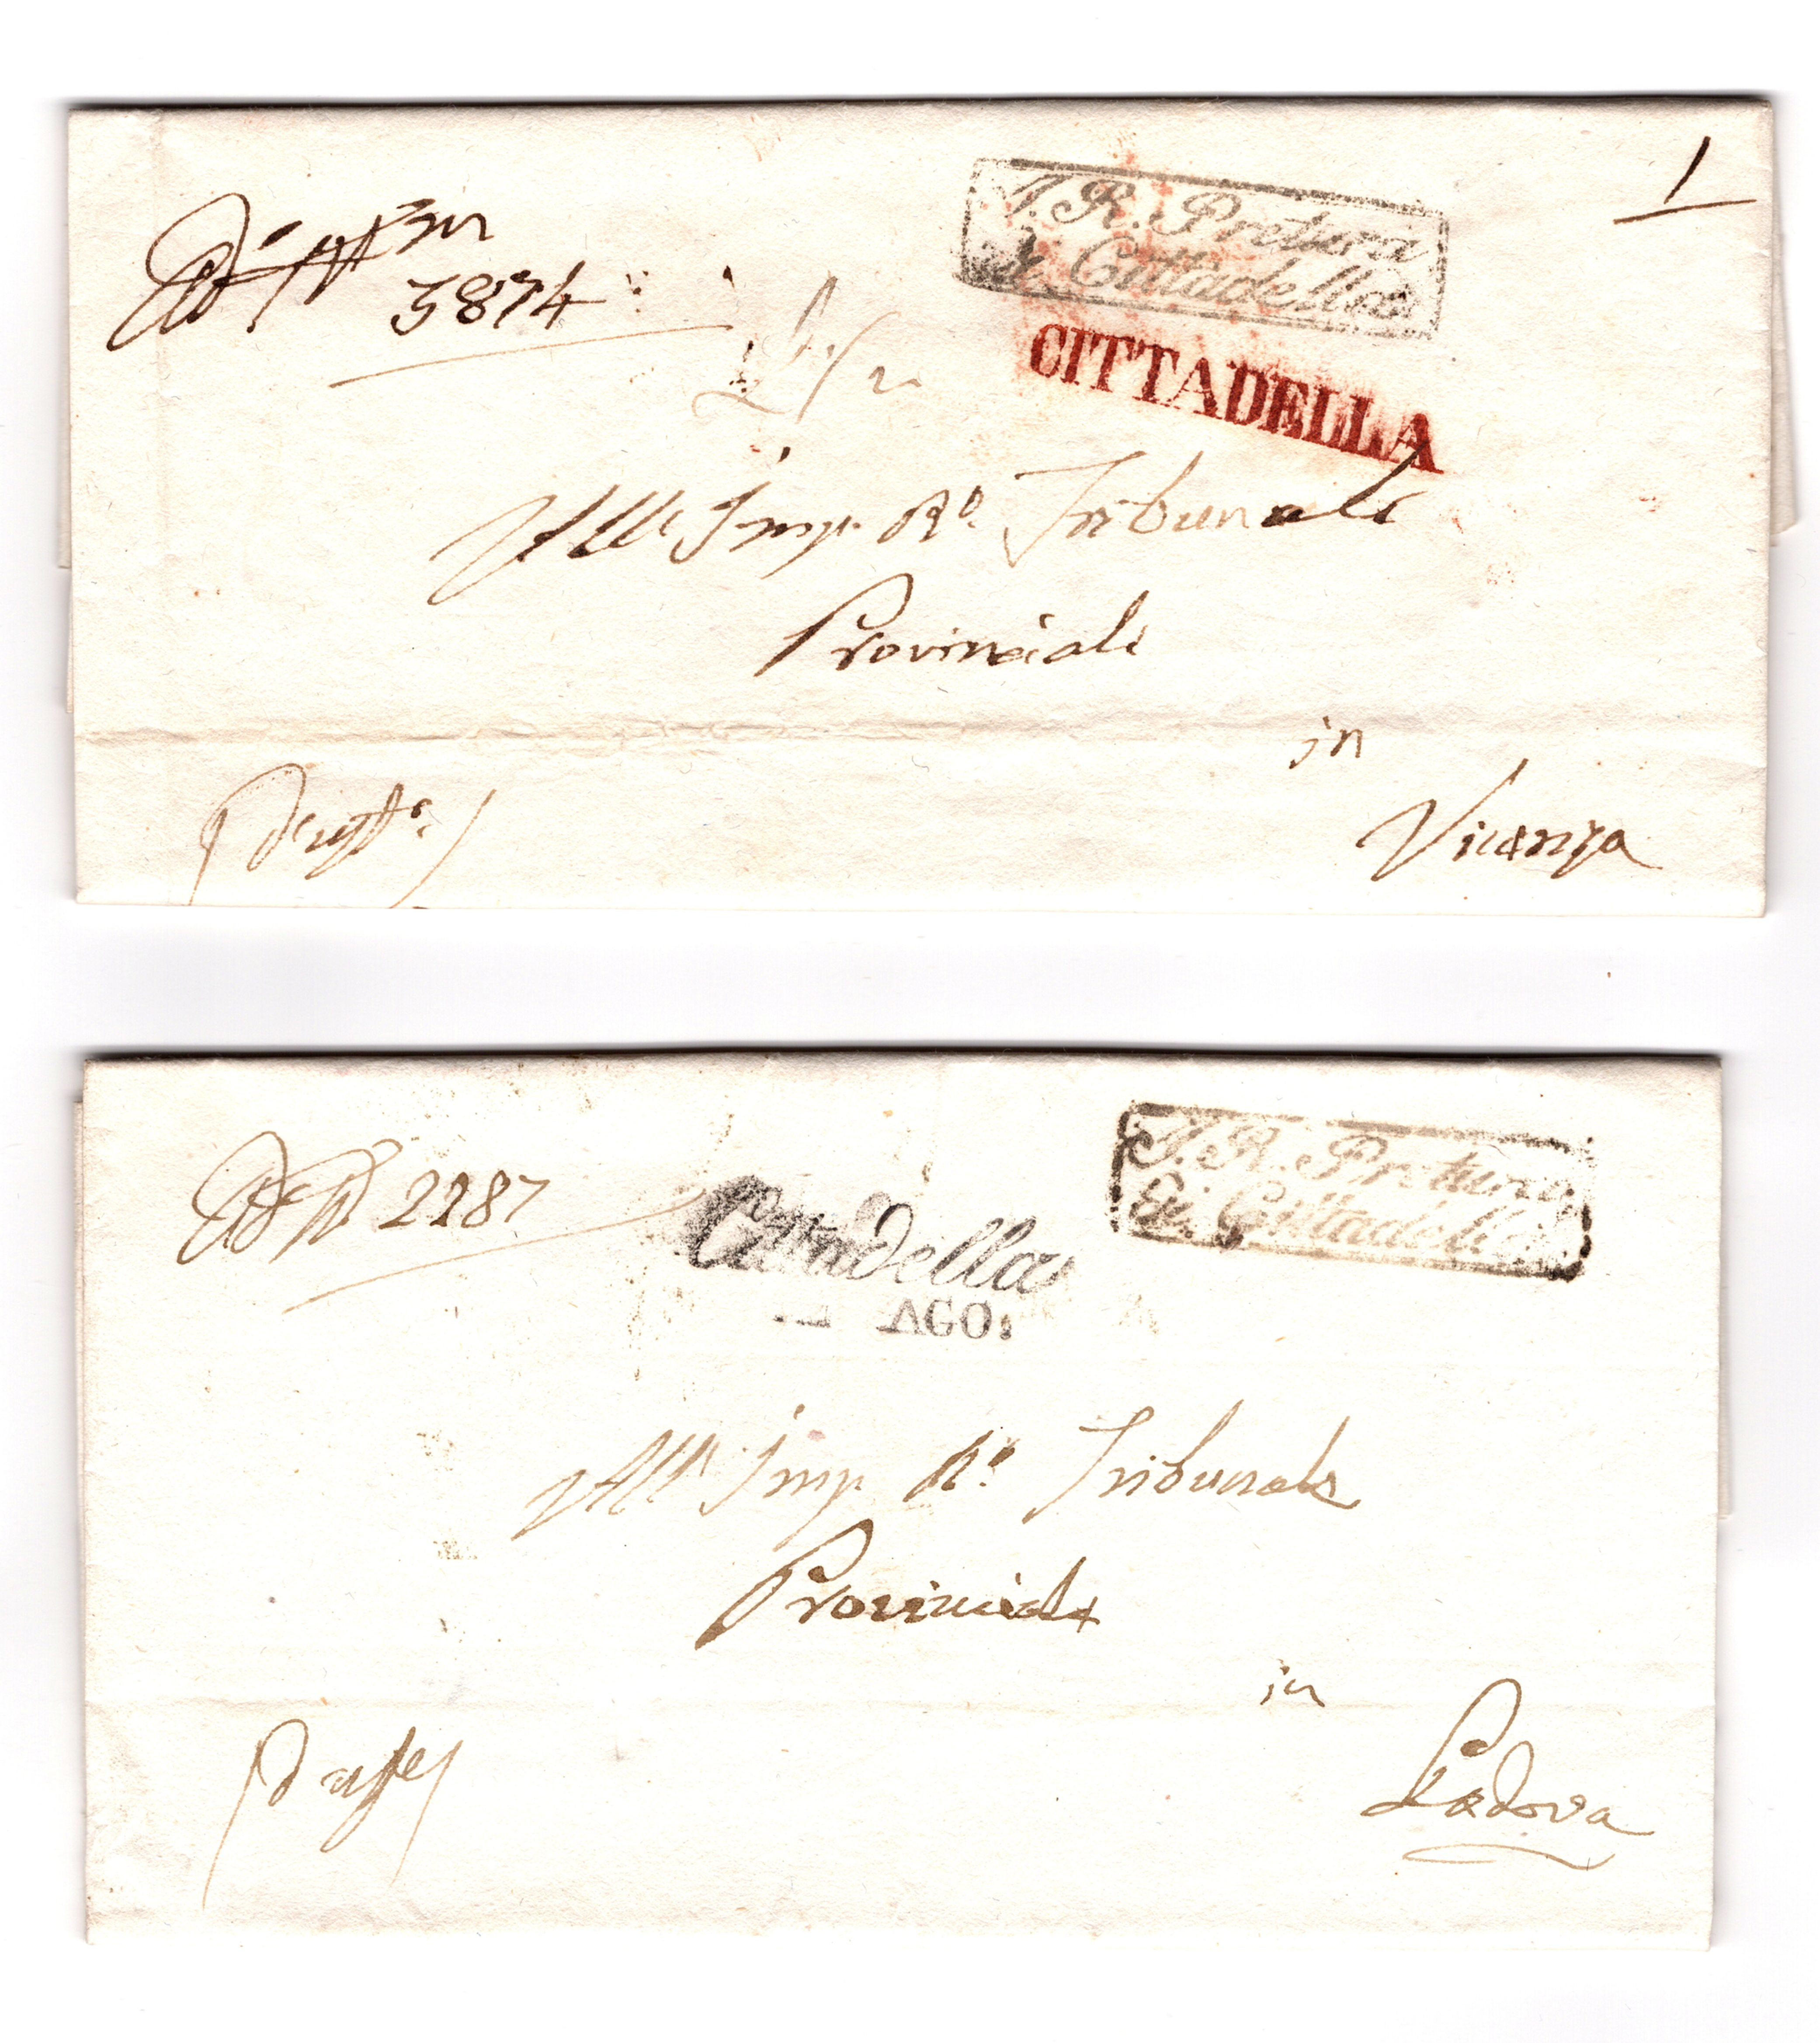 1
I. R. Pretura
di Cittadella
3874
CITTADELLA
All' Imp. R.º Tribunale
Provinciale
in
Vicenza
2287
Cittadella
AGO.
I. R. Pretura
di Cittadella
All' Imp. R.º Tribunale
Provinciale
in
Padova